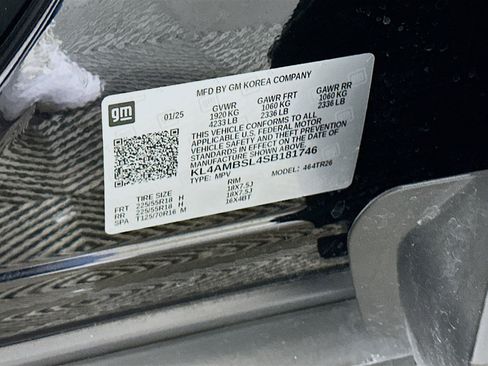 MFD BY GM KOREA COMPANY
gm 01/25 GVWR GAWR FRT GAWR RR
1920 KG 1060 KG 1060 KG
4233 LB 2336 LB 2336 LB
THIS VEHICLE CONFORMS TO ALL
APPLICABLE U.S. FEDERAL MOTOR
VEHICLE SAFETY AND THEFT PREVENTION
STANDARDS IN EFFECT ON THE DATE OF
MANUFACTURE SHOWN ABOVE.
KL4AMBSL4SB181746
TYPE: MPV MODEL: 464TR26
TIRE SIZE RIM
FRT 225/55R18 H 18X7.5J
RR 225/55R18 H 18X7.5J
SPA T125/70R16 M 16X4BT